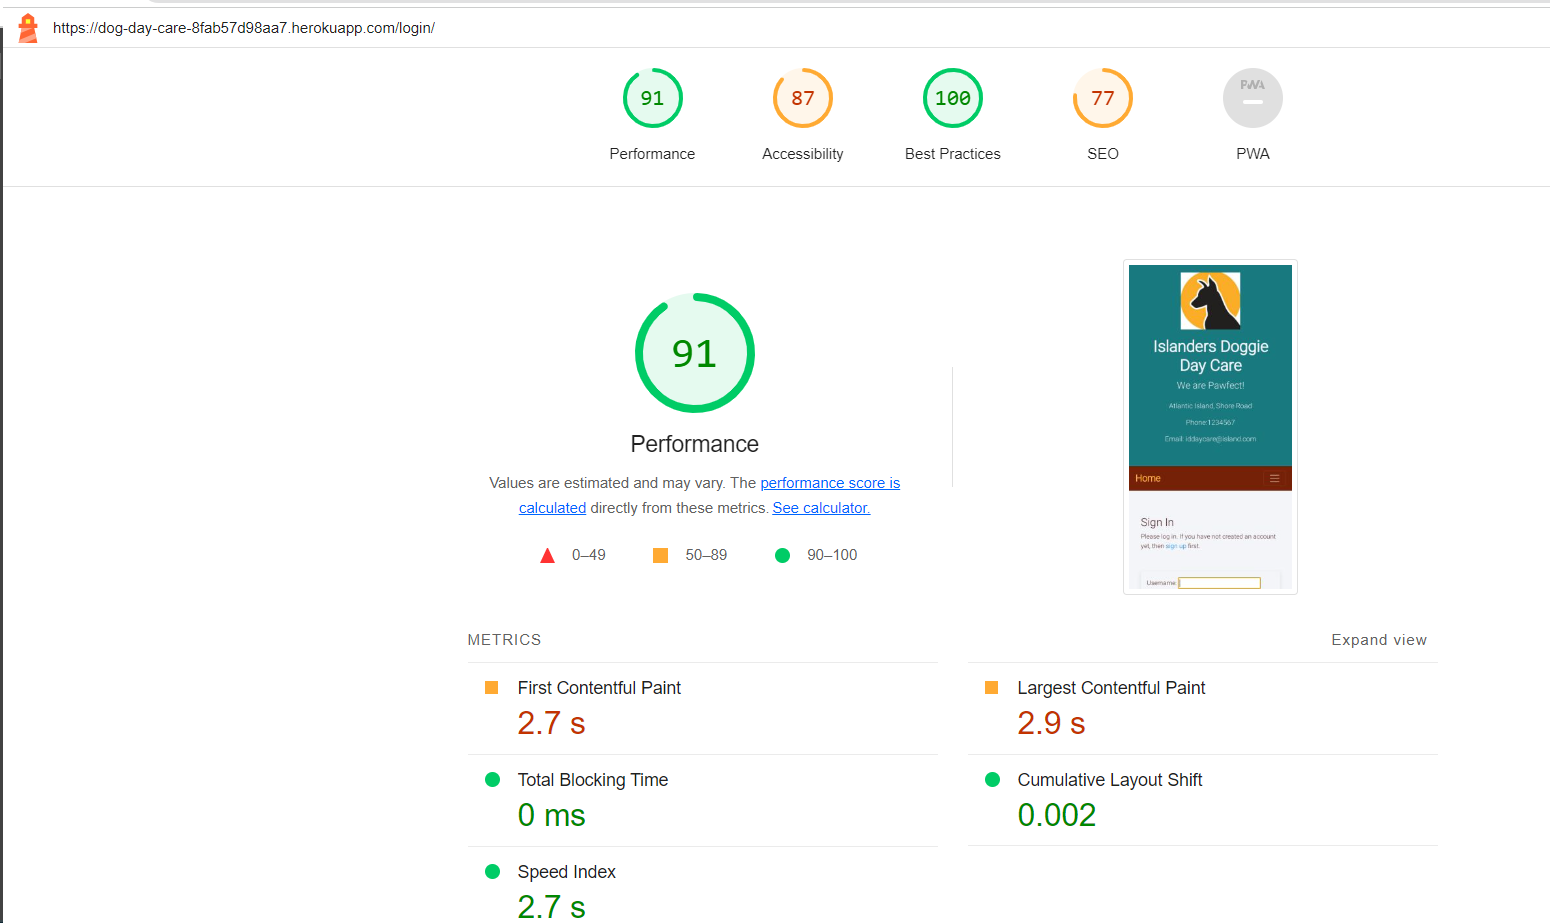 https://dog-day-care-8fab57d98aa7.herokuapp.com/login/
91
87
100
77
PWA
Performance
Accessibility
Best Practices
SEO
PWA
91
Performance
Values are estimated and may vary. The performance score is
calculated directly from these metrics. See calculator.
0–49
50–89
90–100
Islanders Doggie
Day Care
We are Pawfect!
Atlantic Island, Shore Road
Phone:1234567
Email: iddaycare@island.com
Home
Sign In
Please log in. If you have not created an account
yet, then sign up first.
Username:
METRICS
Expand view
First Contentful Paint
2.7 s
Largest Contentful Paint
2.9 s
Total Blocking Time
0 ms
Cumulative Layout Shift
0.002
Speed Index
2.7 s